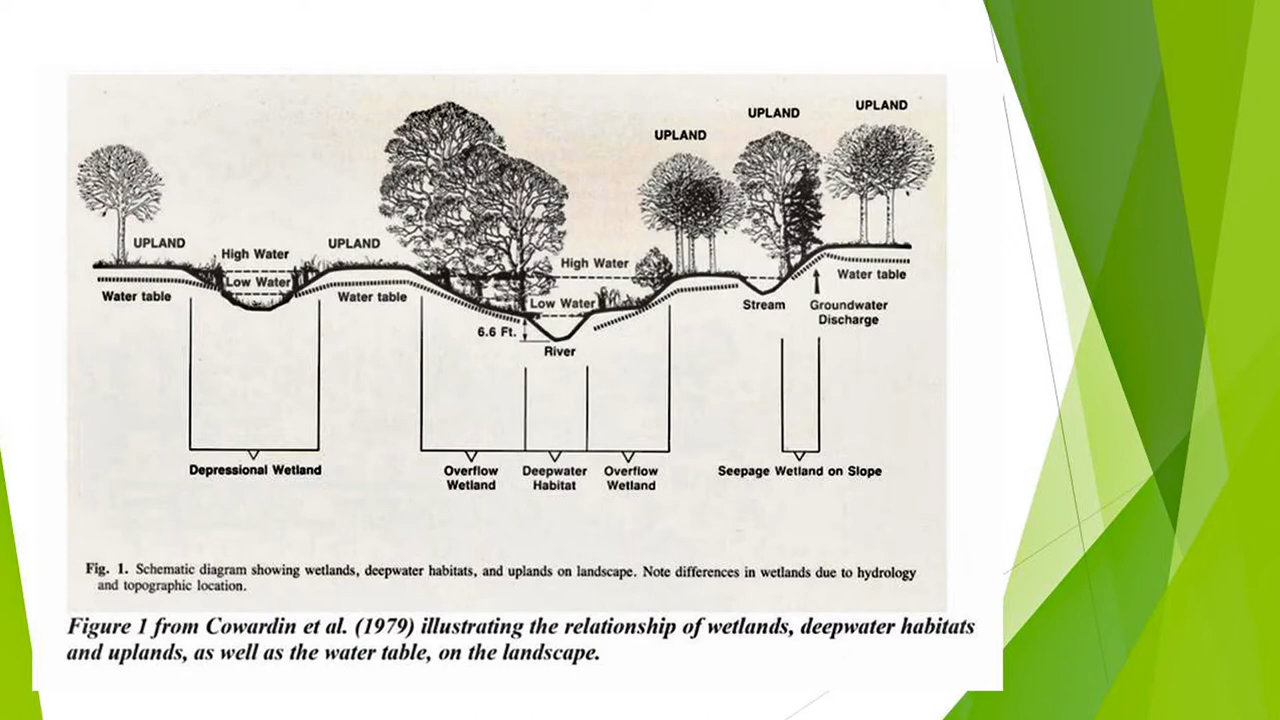 UPLAND
UPLAND
UPLAND
UPLAND
High Water
Low Water
Water table
UPLAND
Water table
High Water
Low Water
6.6 Ft.
River
Stream
Water table
Groundwater
Discharge
Depressional Wetland
Overflow
Wetland
Deepwater
Habitat
Overflow
Wetland
Seepage Wetland on Slope
Fig. 1. Schematic diagram showing wetlands, deepwater habitats, and uplands on landscape. Note differences in wetlands due to hydrology
and topographic location.
Figure 1 from Cowardin et al. (1979) illustrating the relationship of wetlands, deepwater habitats
and uplands, as well as the water table, on the landscape.